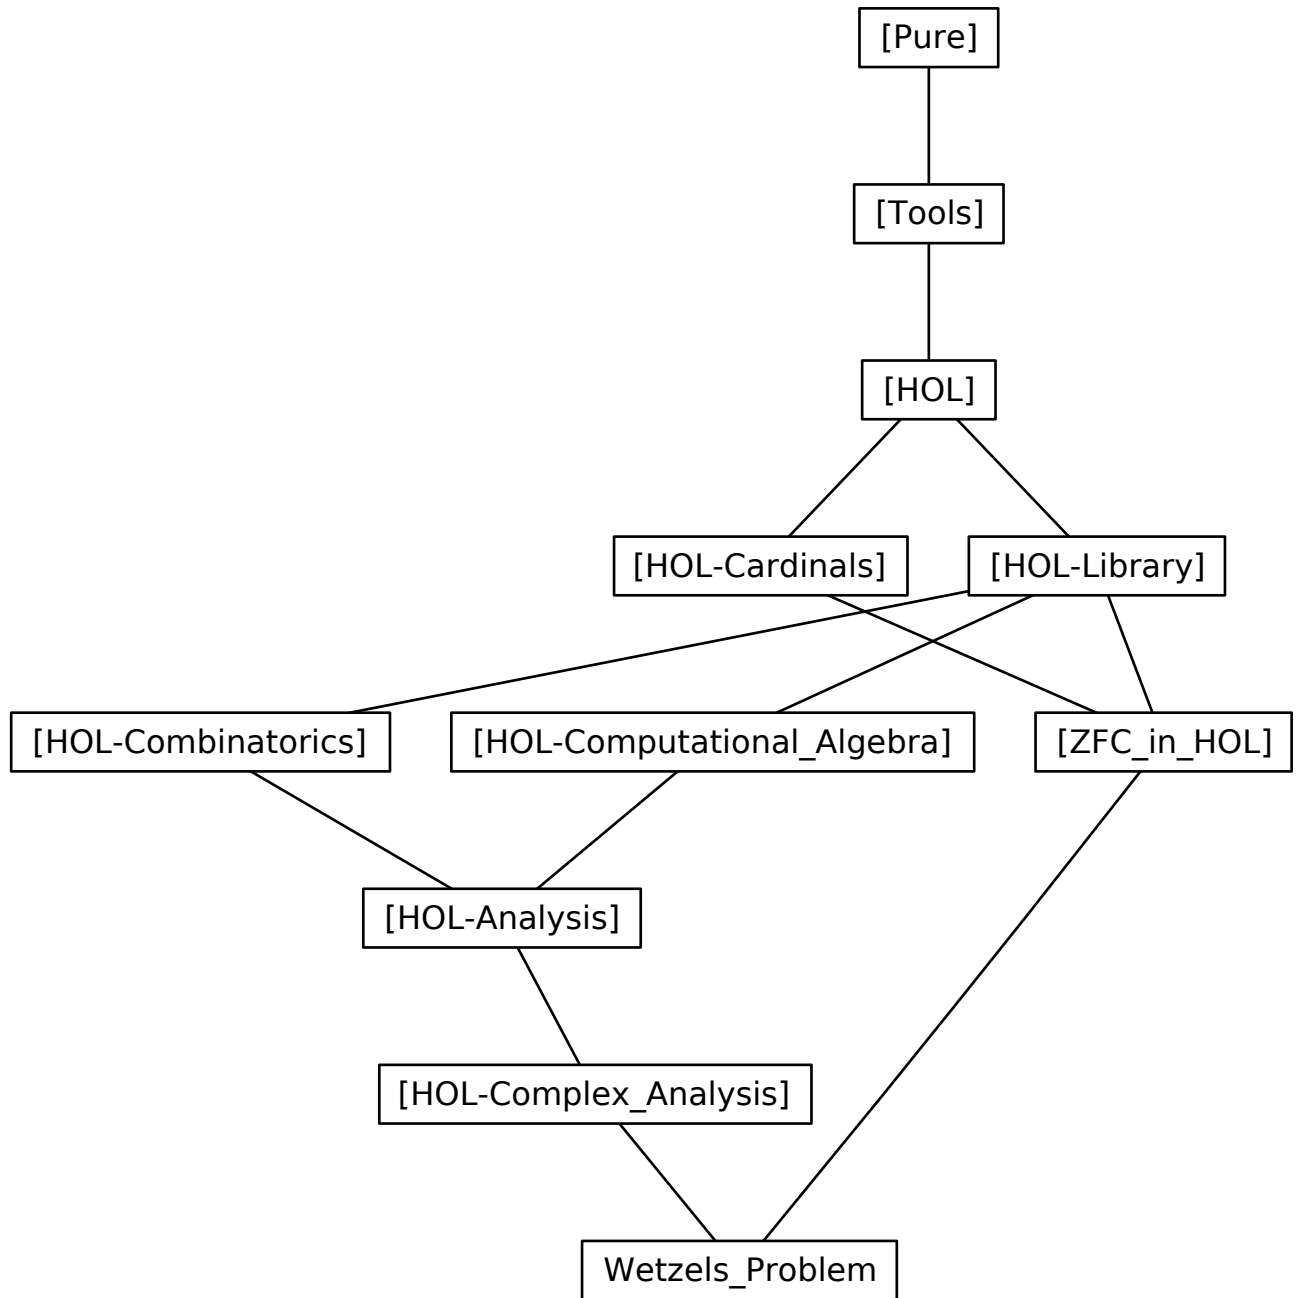 [Pure]
[Tools]
[HOL]
[HOL-Cardinals]
[HOL-Library]
[HOL-Combinatorics]
[HOL-Computational_Algebra]
[ZFC_in_HOL]
[HOL-Analysis]
[HOL-Complex_Analysis]
Wetzels_Problem